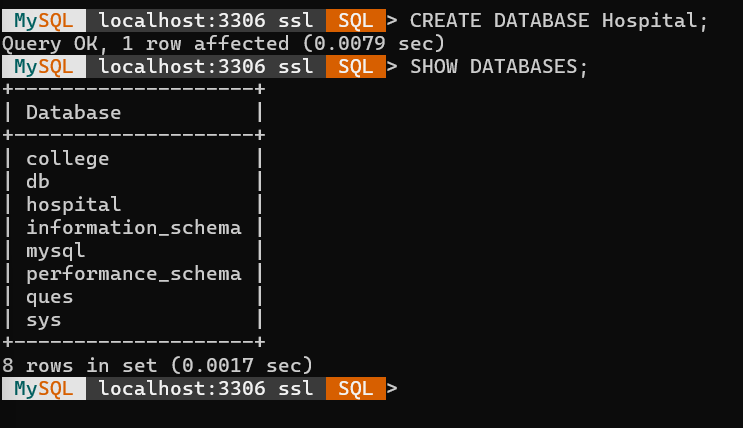 MySQL localhost:3306 ssl SQL > CREATE DATABASE Hospital;
Query OK, 1 row affected (0.0079 sec)
MySQL localhost:3306 ssl SQL > SHOW DATABASES;
+--------------------+
| Database           |
+--------------------+
| college            |
| db                 |
| hospital           |
| information_schema |
| mysql              |
| performance_schema |
| ques               |
| sys                |
+--------------------+
8 rows in set (0.0017 sec)
MySQL localhost:3306 ssl SQL >